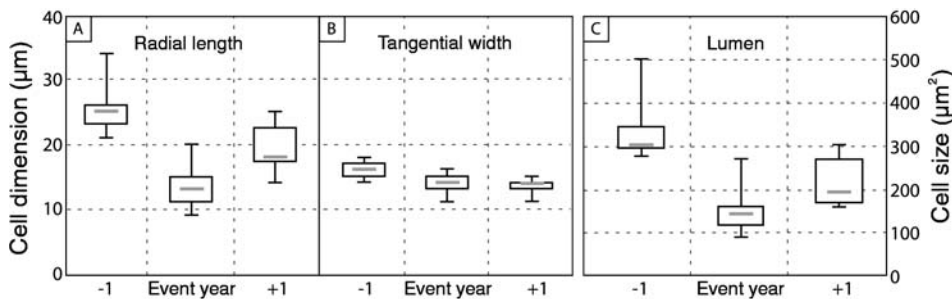 40
30
20
10
0
Cell dimension (μm)
A
Radial length
B
Tangential width
C
Lumen
600
500
400
300
200
100
0
Cell size (μm²)
-1 Event year +1
-1 Event year +1
-1 Event year +1